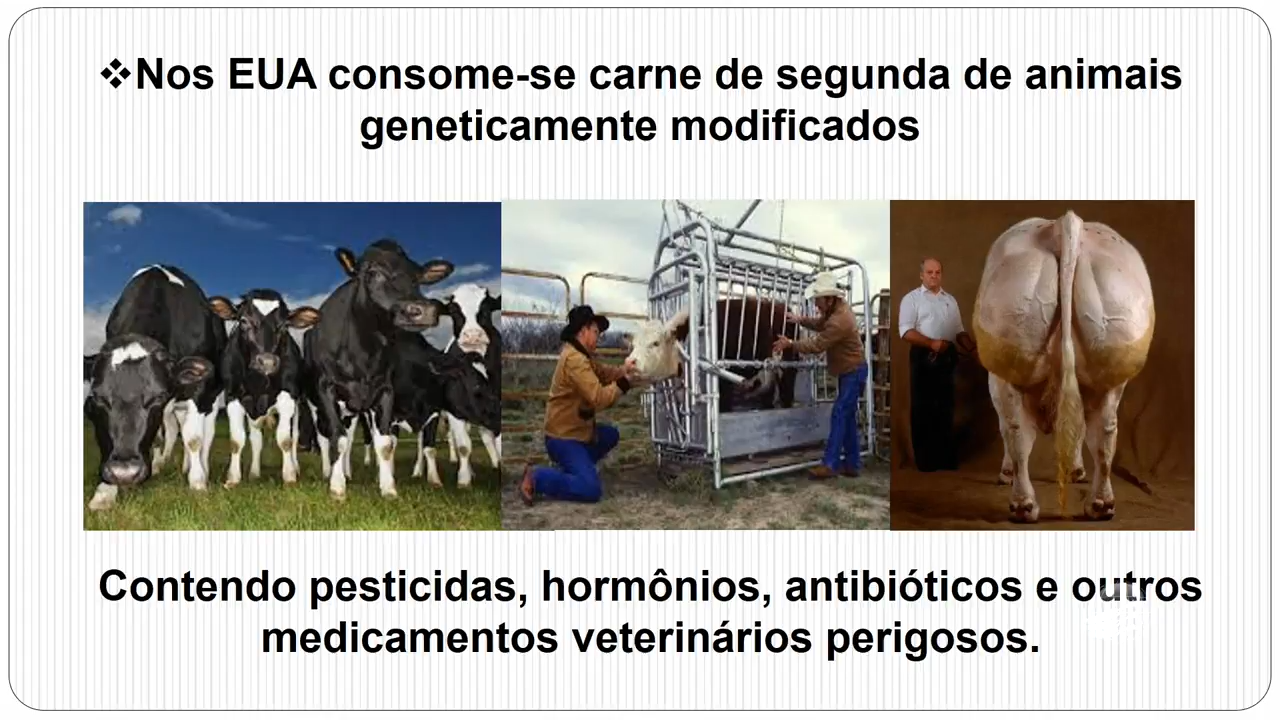 ❖Nos EUA consome-se carne de segunda de animais
geneticamente modificados
Contendo pesticidas, hormônios, antibióticos e outros
medicamentos veterinários perigosos.